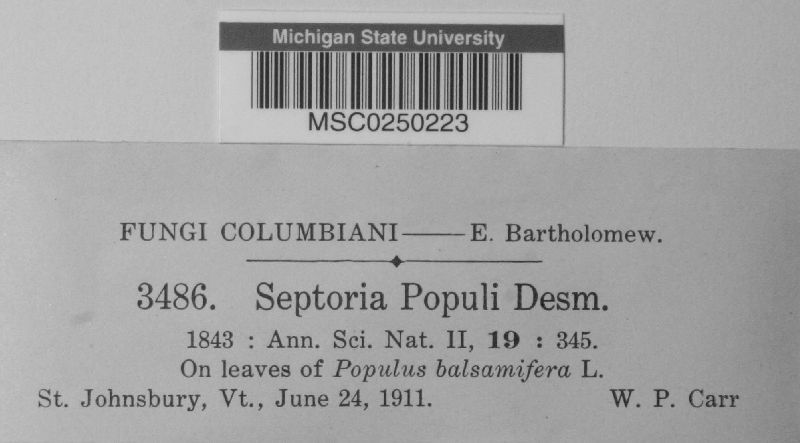 Michigan State University
MSC0250223
FUNGI COLUMBIANI——E. Bartholomew.
3486. Septoria Populi Desm.
1843 : Ann. Sci. Nat. II, 19 : 345.
On leaves of Populus balsamifera L.
St. Johnsbury, Vt., June 24, 1911. W. P. Carr